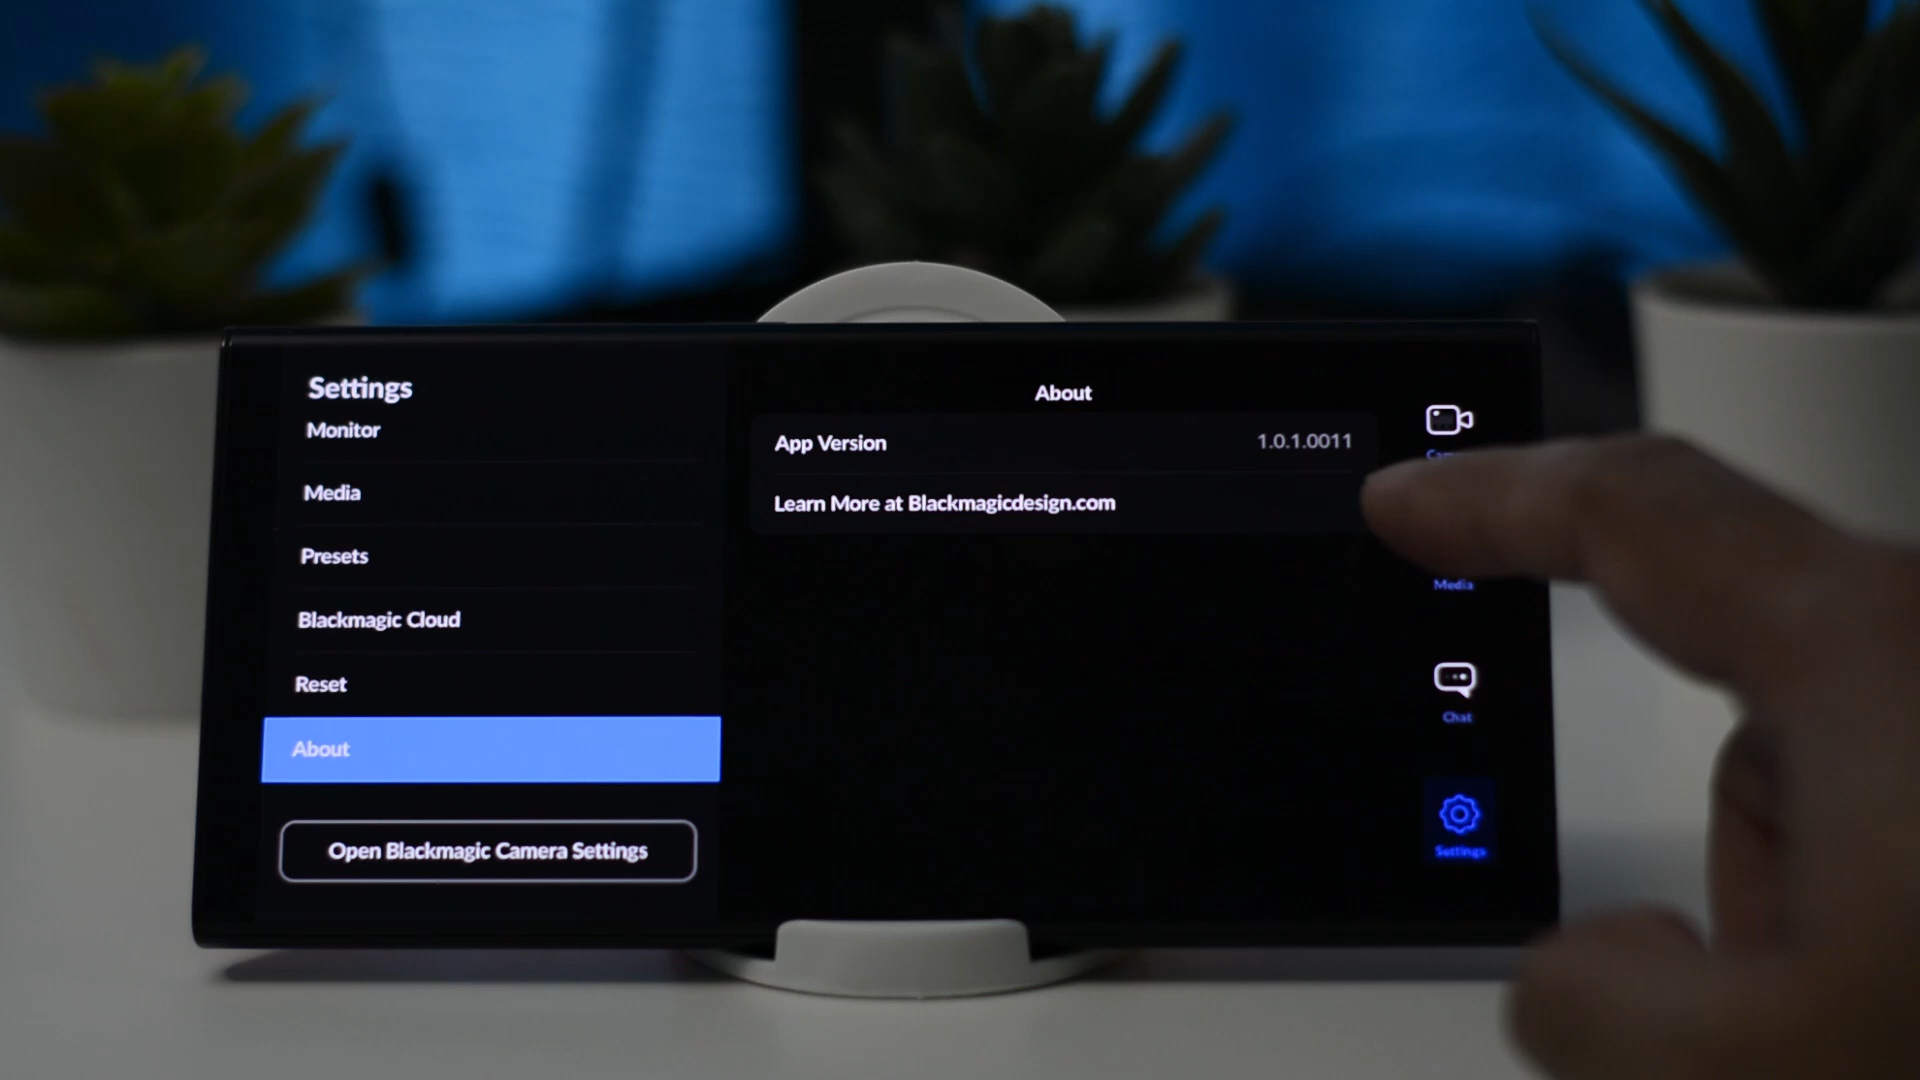 Settings
Monitor
Media
Presets
Blackmagic Cloud
Reset
About
Open Blackmagic Camera Settings
About
App Version 1.0.1.0011
Learn More at Blackmagicdesign.com
Media
Chat
Settings